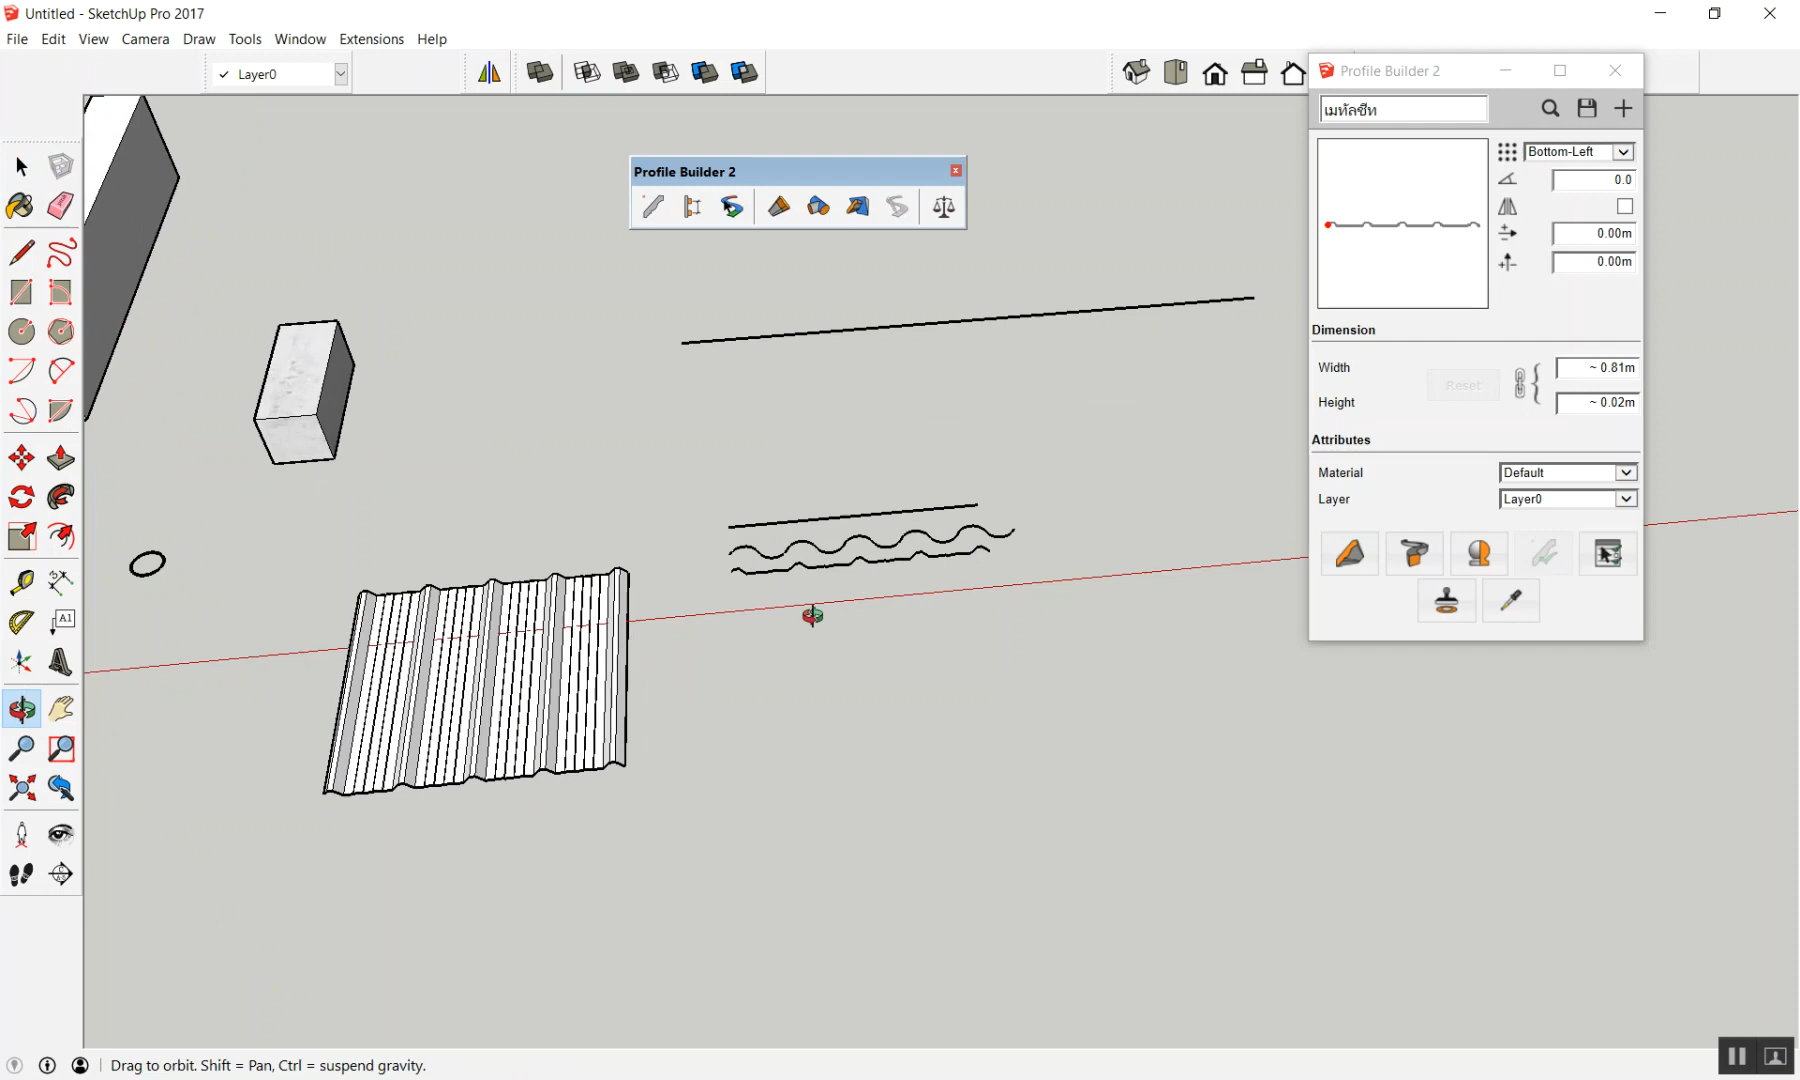 Untitled - SketchUp Pro 2017
File Edit View Camera Draw Tools Window Extensions Help
Layer0
Profile Builder 2
เมทัลชีท
Bottom-Left
0.0
0.00m
0.00m
Profile Builder 2
Dimension
Width
Reset
~ 0.81m
Height
~ 0.02m
Attributes
Material
Default
Layer
Layer0
A1
Drag to orbit. Shift = Pan, Ctrl = suspend gravity.